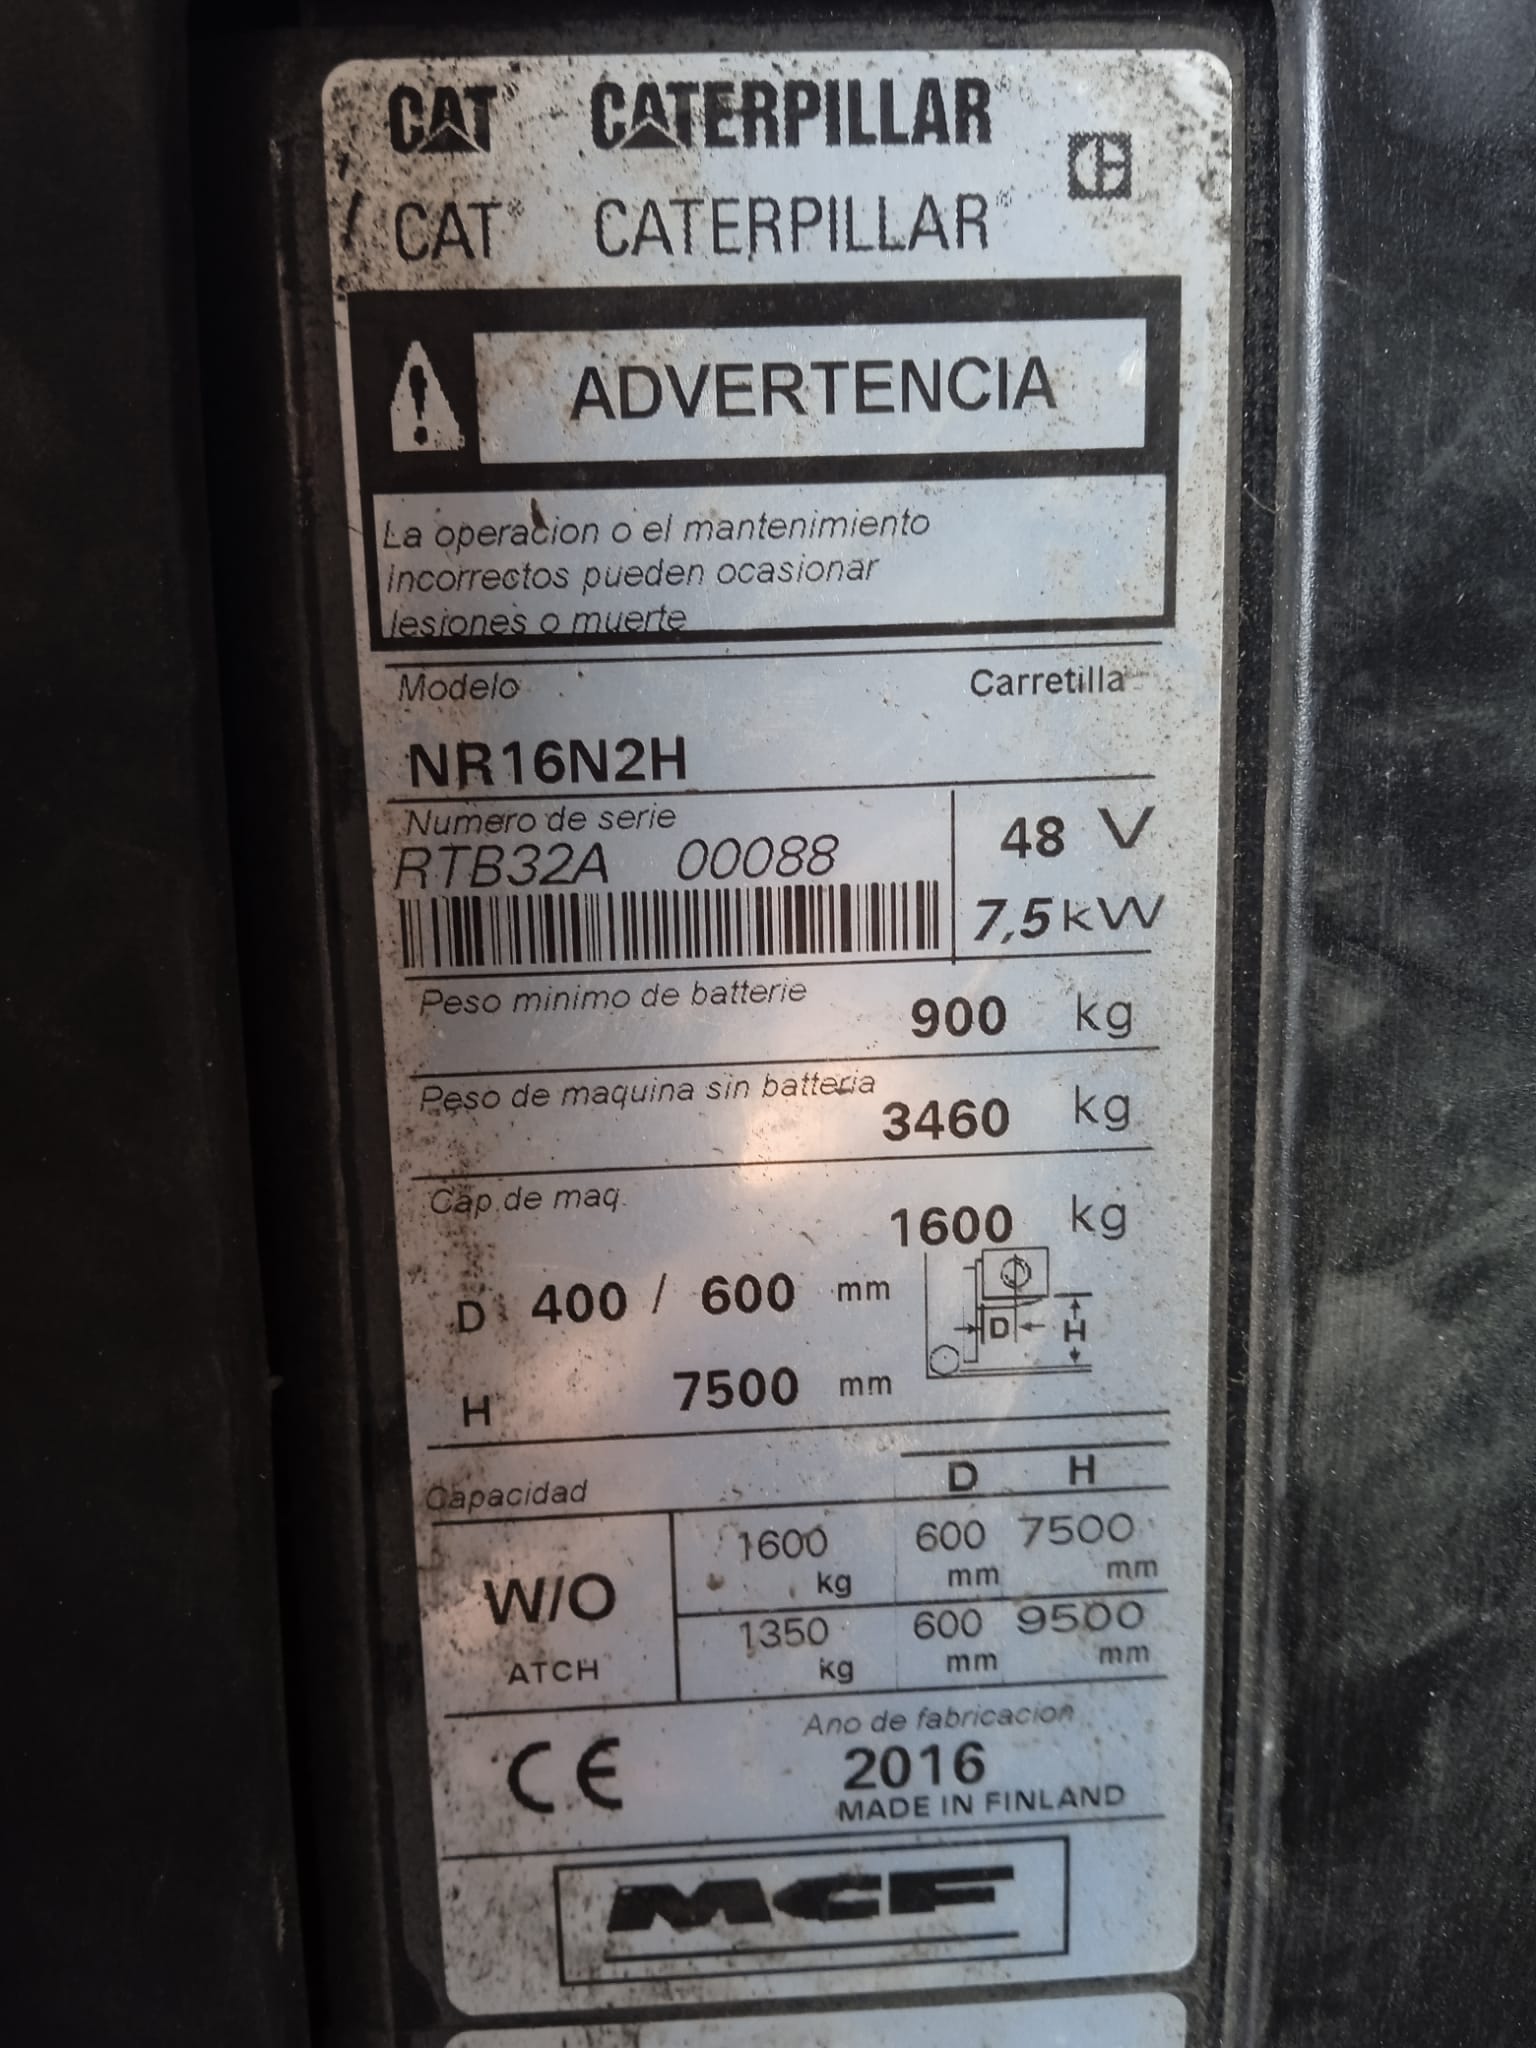 CAT® CATERPILLAR®
CAT® CATERPILLAR®
ADVERTENCIA
La operacion o el mantenimiento
incorrectos pueden ocasionar
lesiones o muerte
Modelo Carretilla
NR16N2H
Numero de serie
RTB32A 00088
48 V
7,5 kW
Peso minimo de batterie
900 kg
Peso de maquina sin batteria
3460 kg
Cap de maq.
1600 kg
D 400 / 600 mm
D H
H 7500 mm
Capacidad D H
W/O
ATCH
1600 kg 600 mm 7500 mm
1350 kg 600 mm 9500 mm
CE
Ano de fabricacion
2016
MADE IN FINLAND
MCF